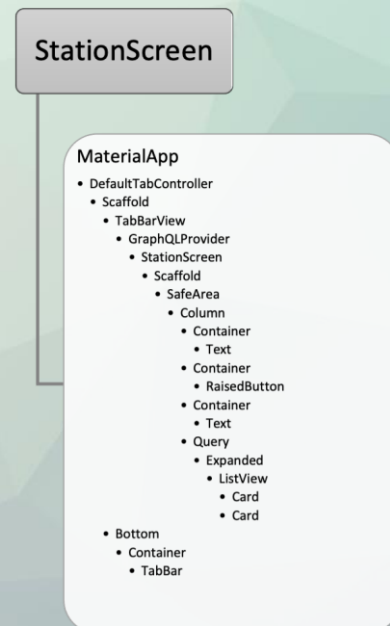 StationScreen
MaterialApp
• DefaultTabController
• Scaffold
• TabBarView
• GraphQLProvider
• StationScreen
• Scaffold
• SafeArea
• Column
• Container
• Text
• Container
• RaisedButton
• Container
• Text
• Query
• Expanded
• ListView
• Card
• Card
• Bottom
• Container
• TabBar